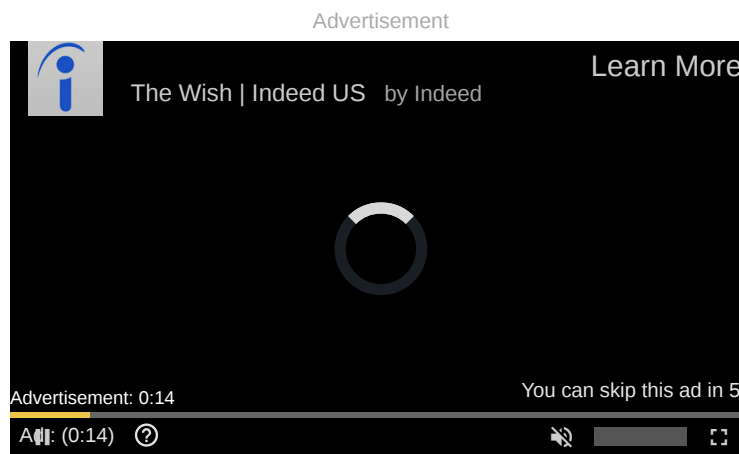 Advertisement
Learn More
The Wish | Indeed US by Indeed
You can skip this ad in 5
Advertisement: 0:14
Ad: (0:14)